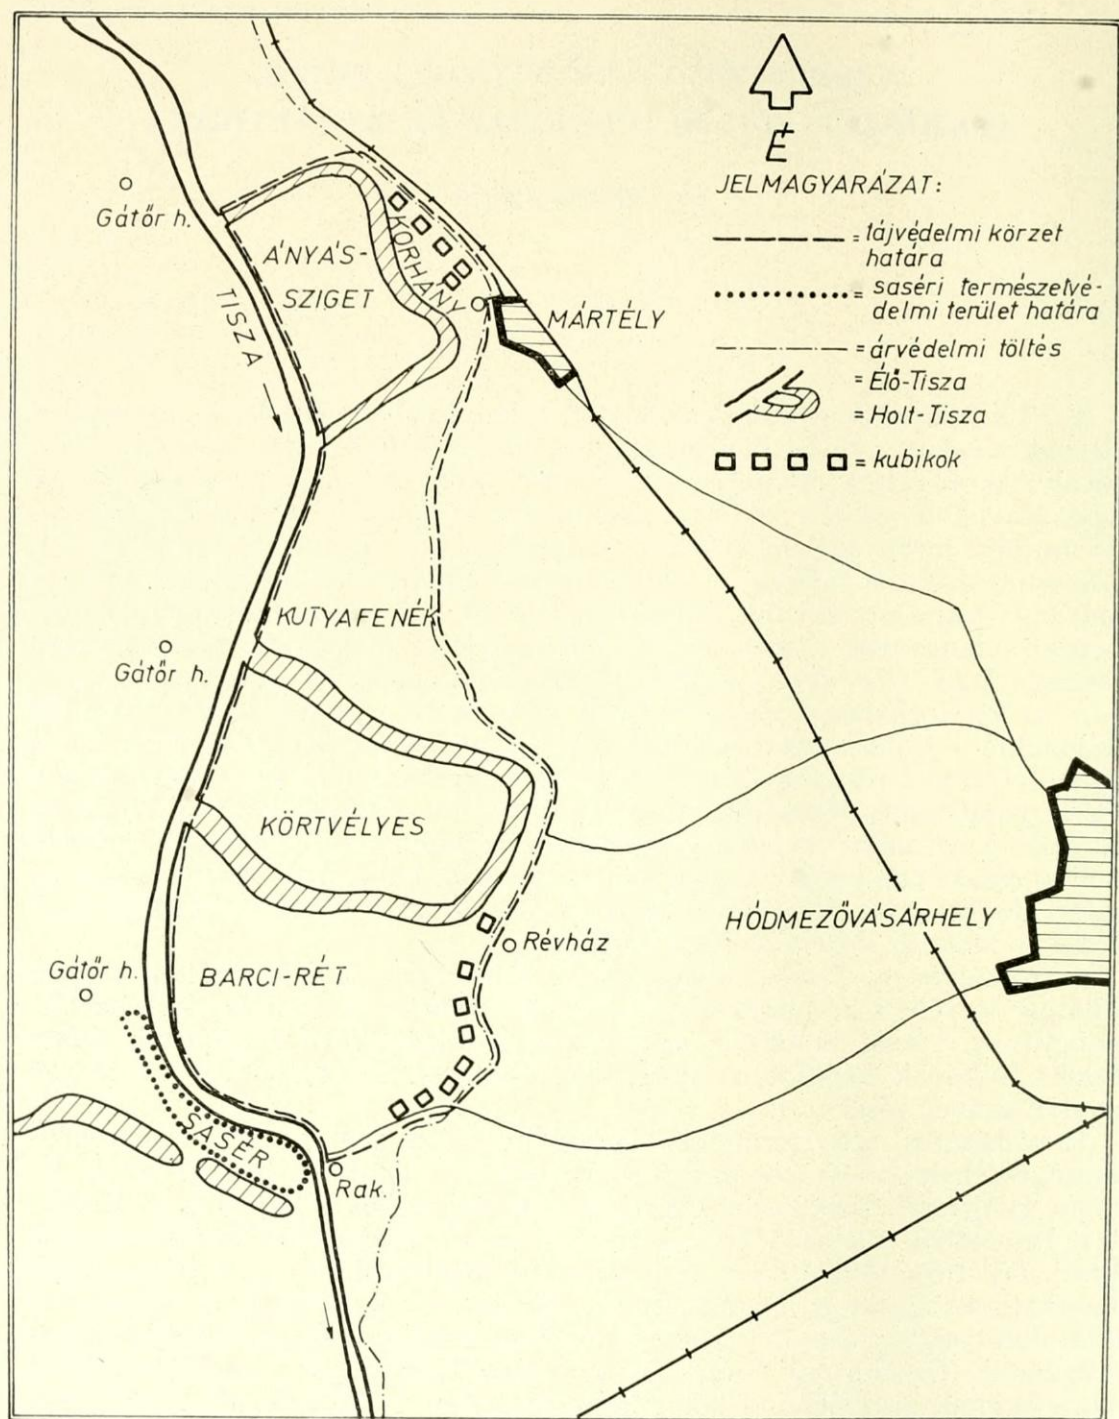 É
JELMAGYARÁZAT:
= tájvédelmi körzet
határa
= saséri természetvé-
delmi terület határa
= árvédelmi töltés
= Élő-Tisza
= Holt-Tisza
= kubikok
Gátőr h.
ÁNYÁS-
SZIGET
KORHÁNY
TISZA
MÁRTÉLY
KUTYAFENÉK
Gátőr h.
KÖRTVÉLYES
HÓDMEZŐVÁSÁRHELY
Révház
Gátőr h.
BARCI-RÉT
SASÉR
Rak.